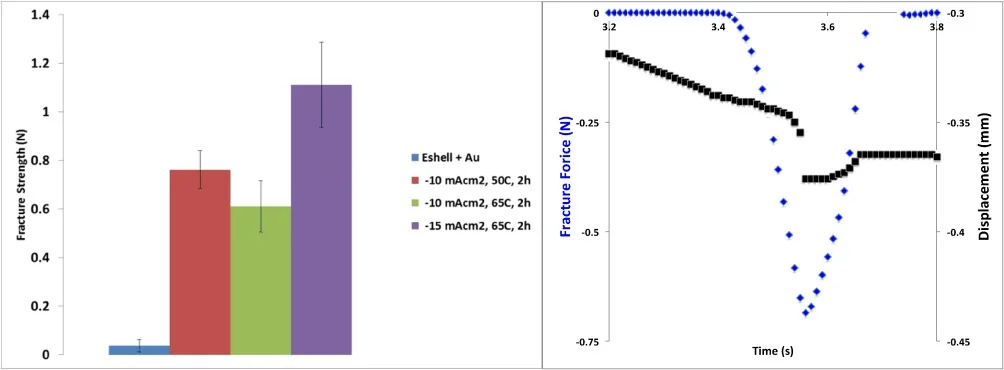 1.4
1.2
1
0.8
0.6
0.4
0.2
0
Fracture Strength (N)
Eshell + Au
-10 mAcm2, 50C, 2h
-10 mAcm2, 65C, 2h
-15 mAcm2, 65C, 2h
0
-0.25
-0.5
-0.75
Fracture Forice (N)
3.2
3.4
3.6
3.8
Time (s)
-0.3
-0.35
-0.4
-0.45
Displacement (mm)